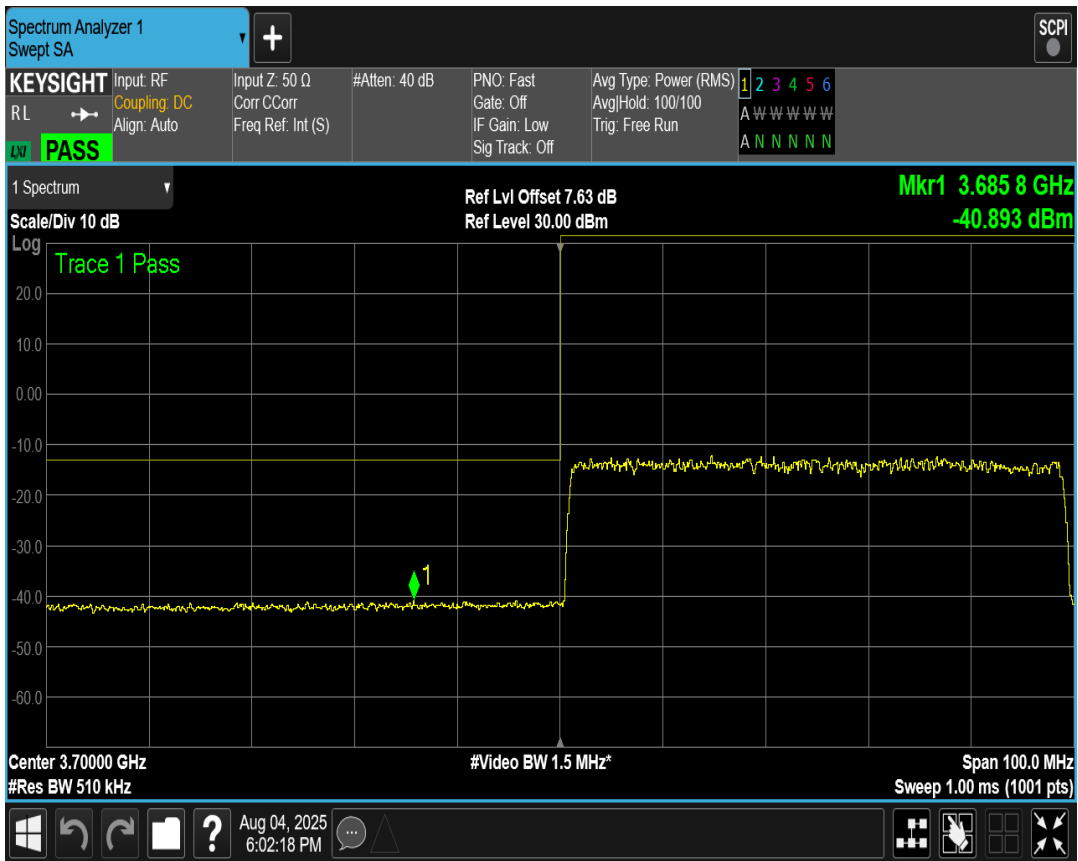 Spectrum Analyzer 1
Swept SA
+
SCPI
KEYSIGHT
R L
LXI PASS
Input: RF
Coupling: DC
Align: Auto
Input Z: 50 Ω
Corr CCorr
Freq Ref: Int (S)
#Atten: 40 dB
PNO: Fast
Gate: Off
IF Gain: Low
Sig Track: Off
Avg Type: Power (RMS)
Avg|Hold: 100/100
Trig: Free Run
1 2 3 4 5 6
A W W W W W
A N N N N N
1 Spectrum
Scale/Div 10 dB
Ref Lvl Offset 7.63 dB
Ref Level 30.00 dBm
Mkr1 3.685 8 GHz
-40.893 dBm
Log
Trace 1 Pass
20.0
10.0
0.00
-10.0
-20.0
-30.0
1
-40.0
-50.0
-60.0
Center 3.70000 GHz
#Res BW 510 kHz
#Video BW 1.5 MHz*
Span 100.0 MHz
Sweep 1.00 ms (1001 pts)
?
Aug 04, 2025
6:02:18 PM